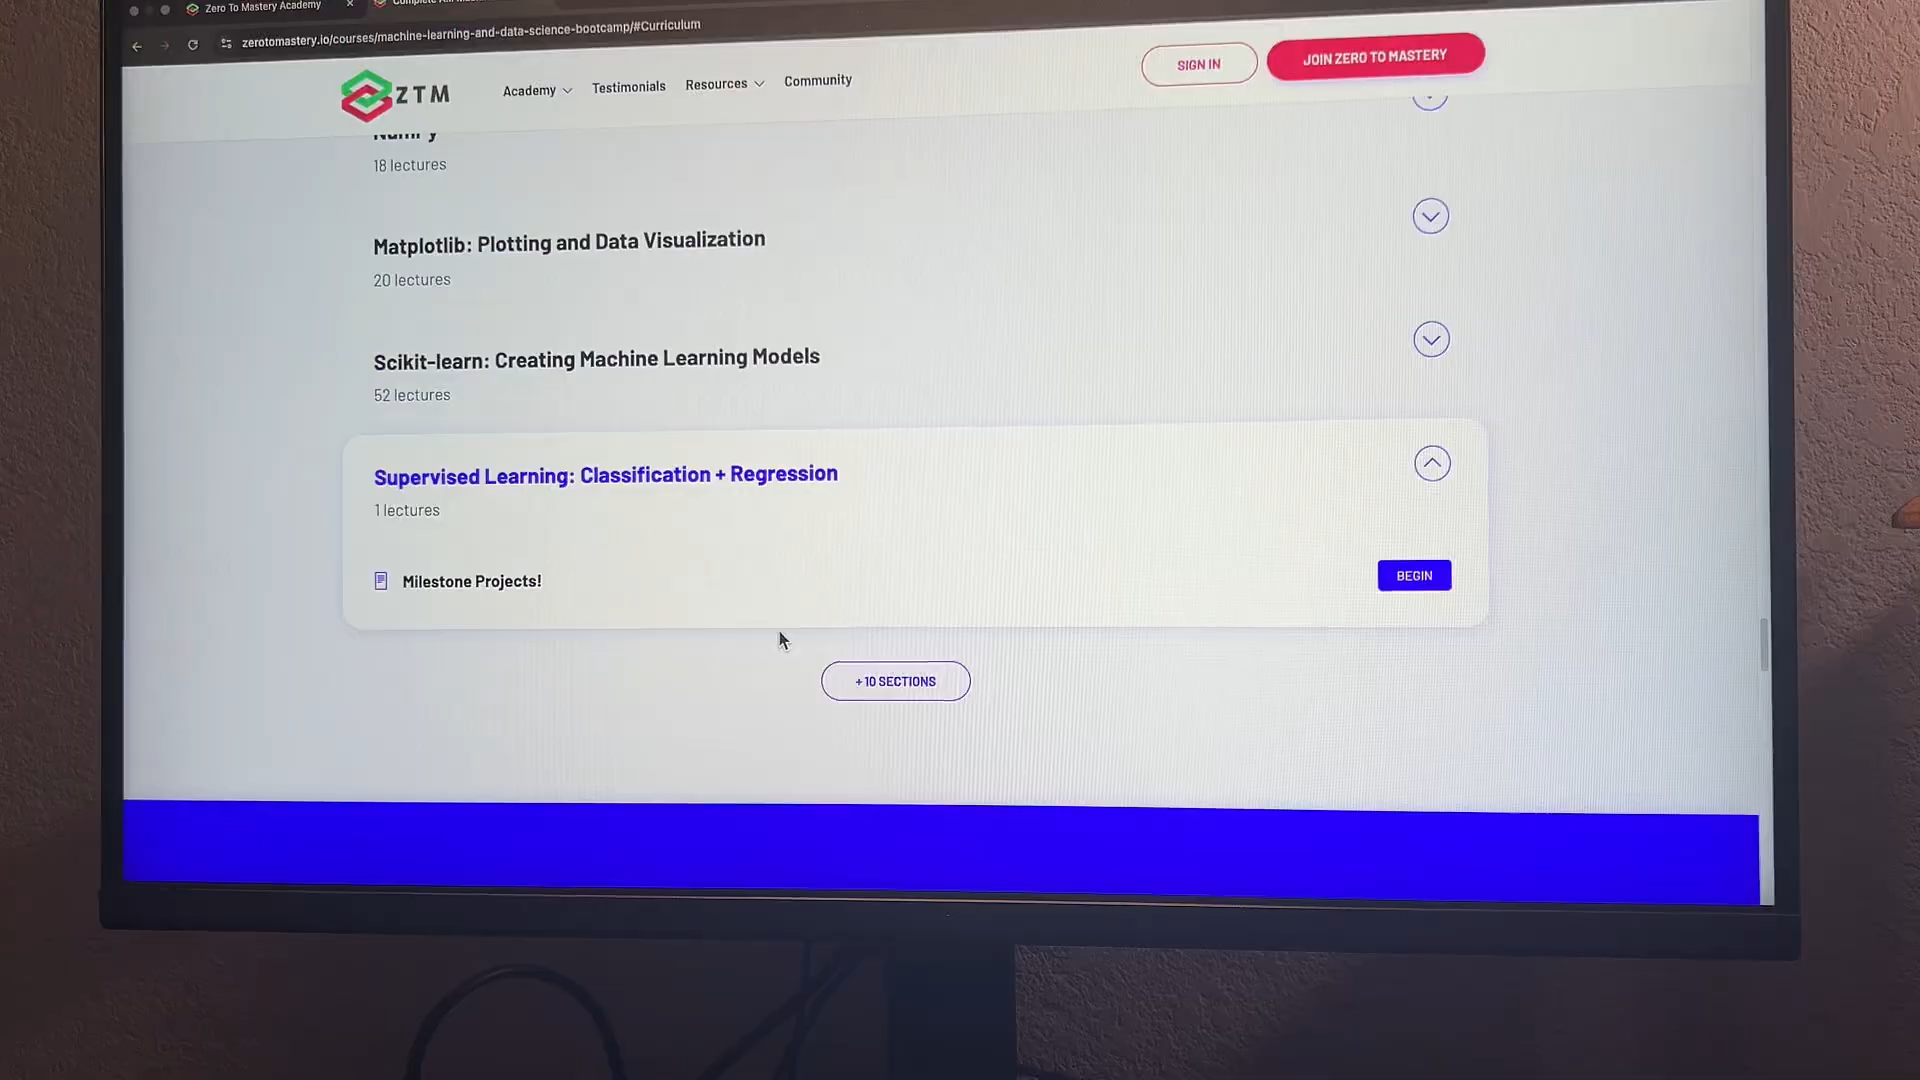 Zero To Mastery Academy
zerotomastery.io/courses/machine-learning-and-data-science-bootcamp/#Curriculum
ZTM
Academy
Testimonials
Resources
Community
SIGN IN
JOIN ZERO TO MASTERY
18 lectures
Matplotlib: Plotting and Data Visualization
20 lectures
Scikit-learn: Creating Machine Learning Models
52 lectures
Supervised Learning: Classification + Regression
1 lectures
Milestone Projects!
BEGIN
+ 10 SECTIONS